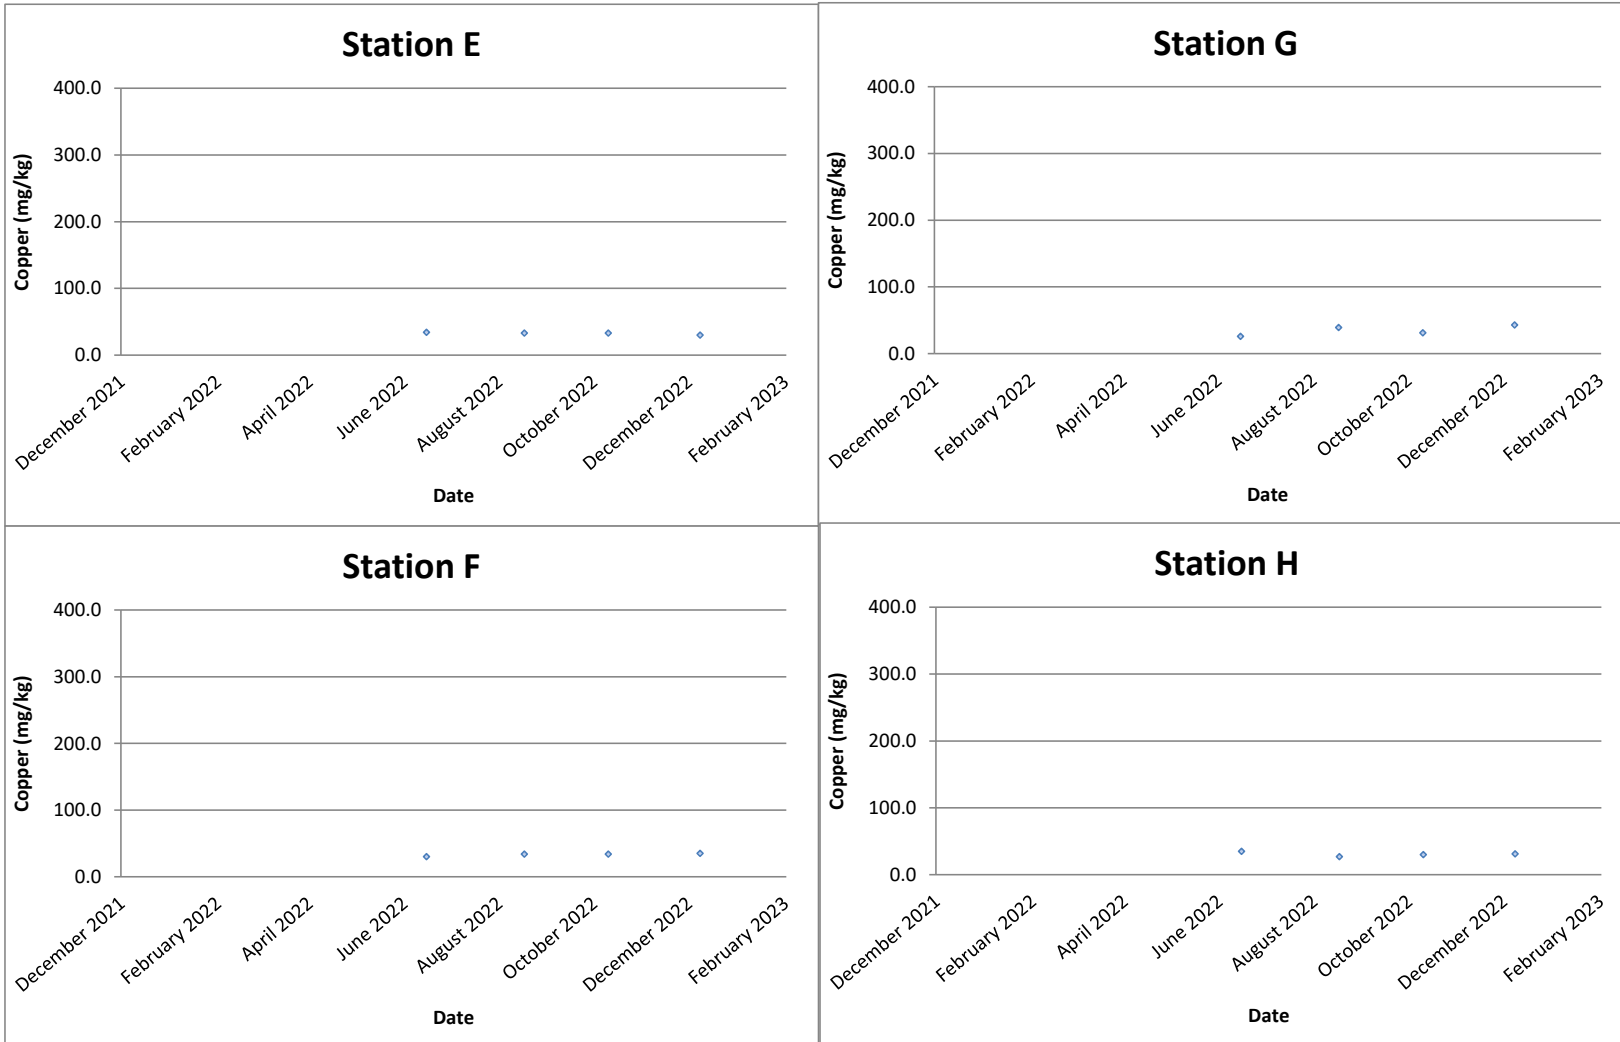 Station E
400.0
300.0
200.0
100.0
0.0
Copper (mg/kg)
December 2021
February 2022
April 2022
June 2022
August 2022
October 2022
December 2022
February 2023
Date
Station G
400.0
300.0
200.0
100.0
0.0
Copper (mg/kg)
December 2021
February 2022
April 2022
June 2022
August 2022
October 2022
December 2022
February 2023
Date
Station F
400.0
300.0
200.0
100.0
0.0
Copper (mg/kg)
December 2021
February 2022
April 2022
June 2022
August 2022
October 2022
December 2022
February 2023
Date
Station H
400.0
300.0
200.0
100.0
0.0
Copper (mg/kg)
December 2021
February 2022
April 2022
June 2022
August 2022
October 2022
December 2022
February 2023
Date